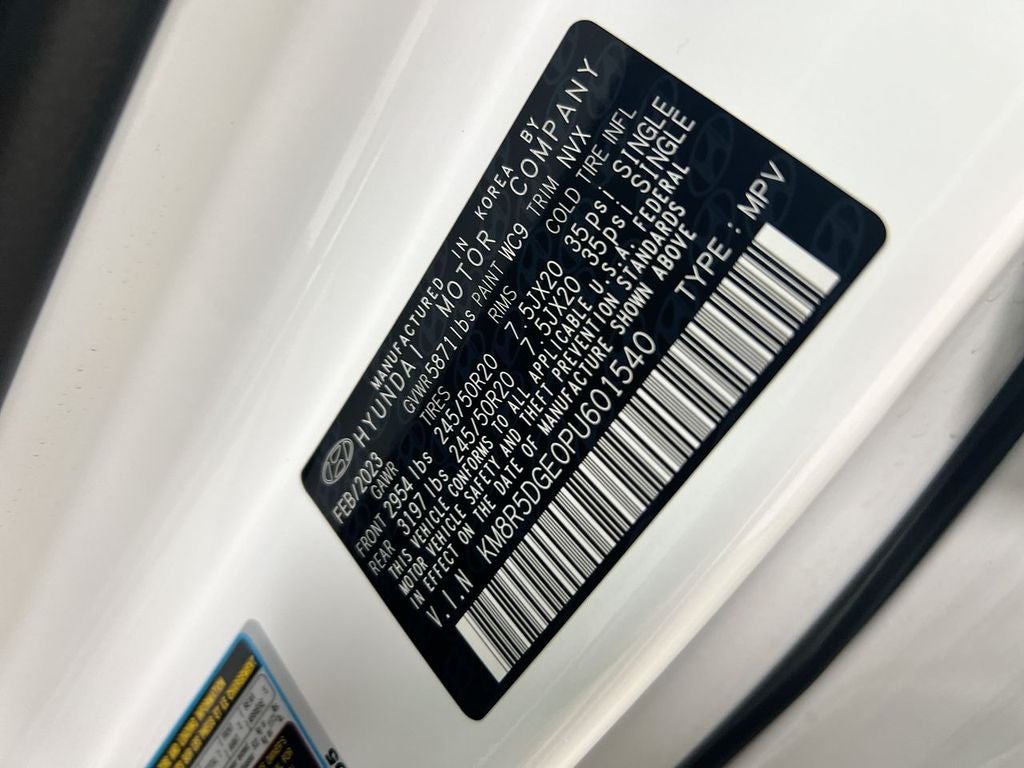 MANUFACTURED IN KOREA BY
HYUNDAI MOTOR COMPANY
FEB/2023 GVWR 5871lbs PAINT WC9 TRIM NVX
GAWR TIRES RIMS COLD TIRE INFL
FRONT 2954 lbs 245/50R20 7.5JX20 35psi SINGLE
REAR 3197 lbs 245/50R20 7.5JX20 35psi SINGLE
THIS VEHICLE CONFORMS TO ALL APPLICABLE U.S.A. FEDERAL
MOTOR VEHICLE SAFETY AND THEFT PREVENTION STANDARDS
IN EFFECT ON THE DATE OF MANUFACTURE SHOWN ABOVE
V.I.N KM8R5DGE0PU601540 TYPE : MPV